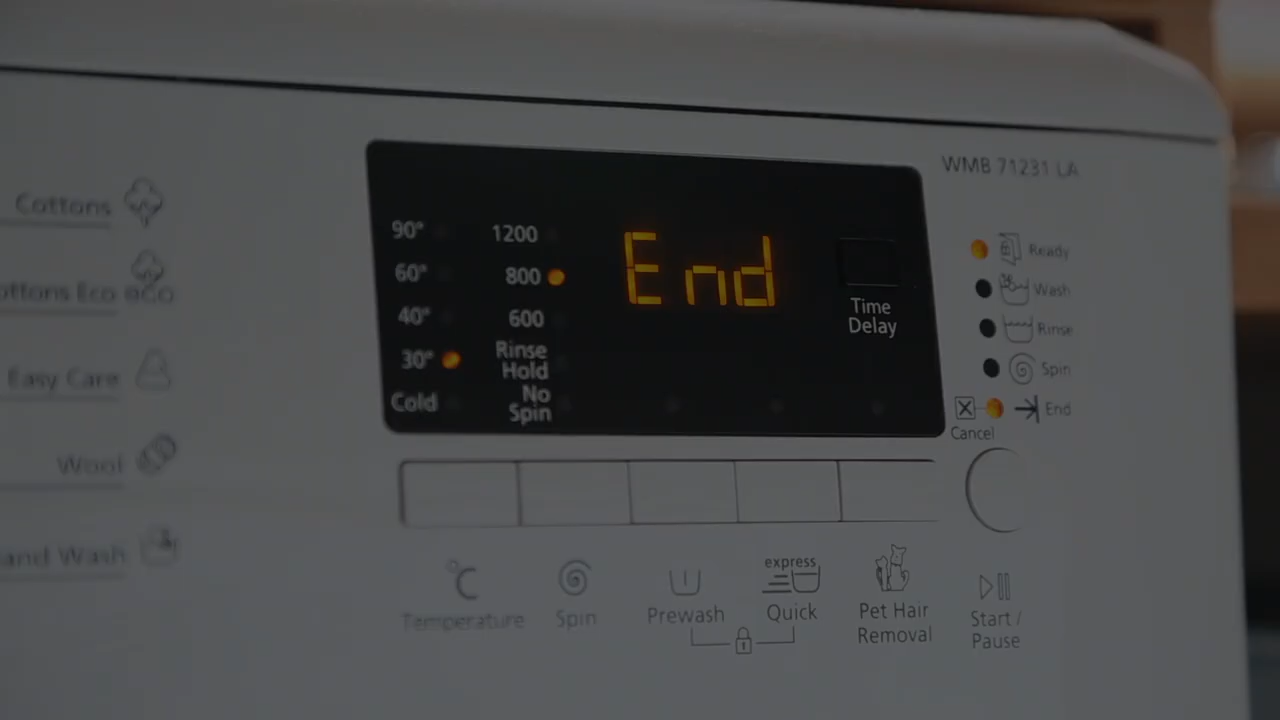 WMB 71231 LA
Cottons
ottons Eco eco
Easy Care
Wool
and Wash
90°
60°
40°
30°
Cold
1200
800
600
Rinse
Hold
No
Spin
End
Time
Delay
Ready
Wash
Rinse
Spin
End
Cancel
°C
Temperature
Spin
Prewash
express
Quick
Pet Hair
Removal
Start /
Pause